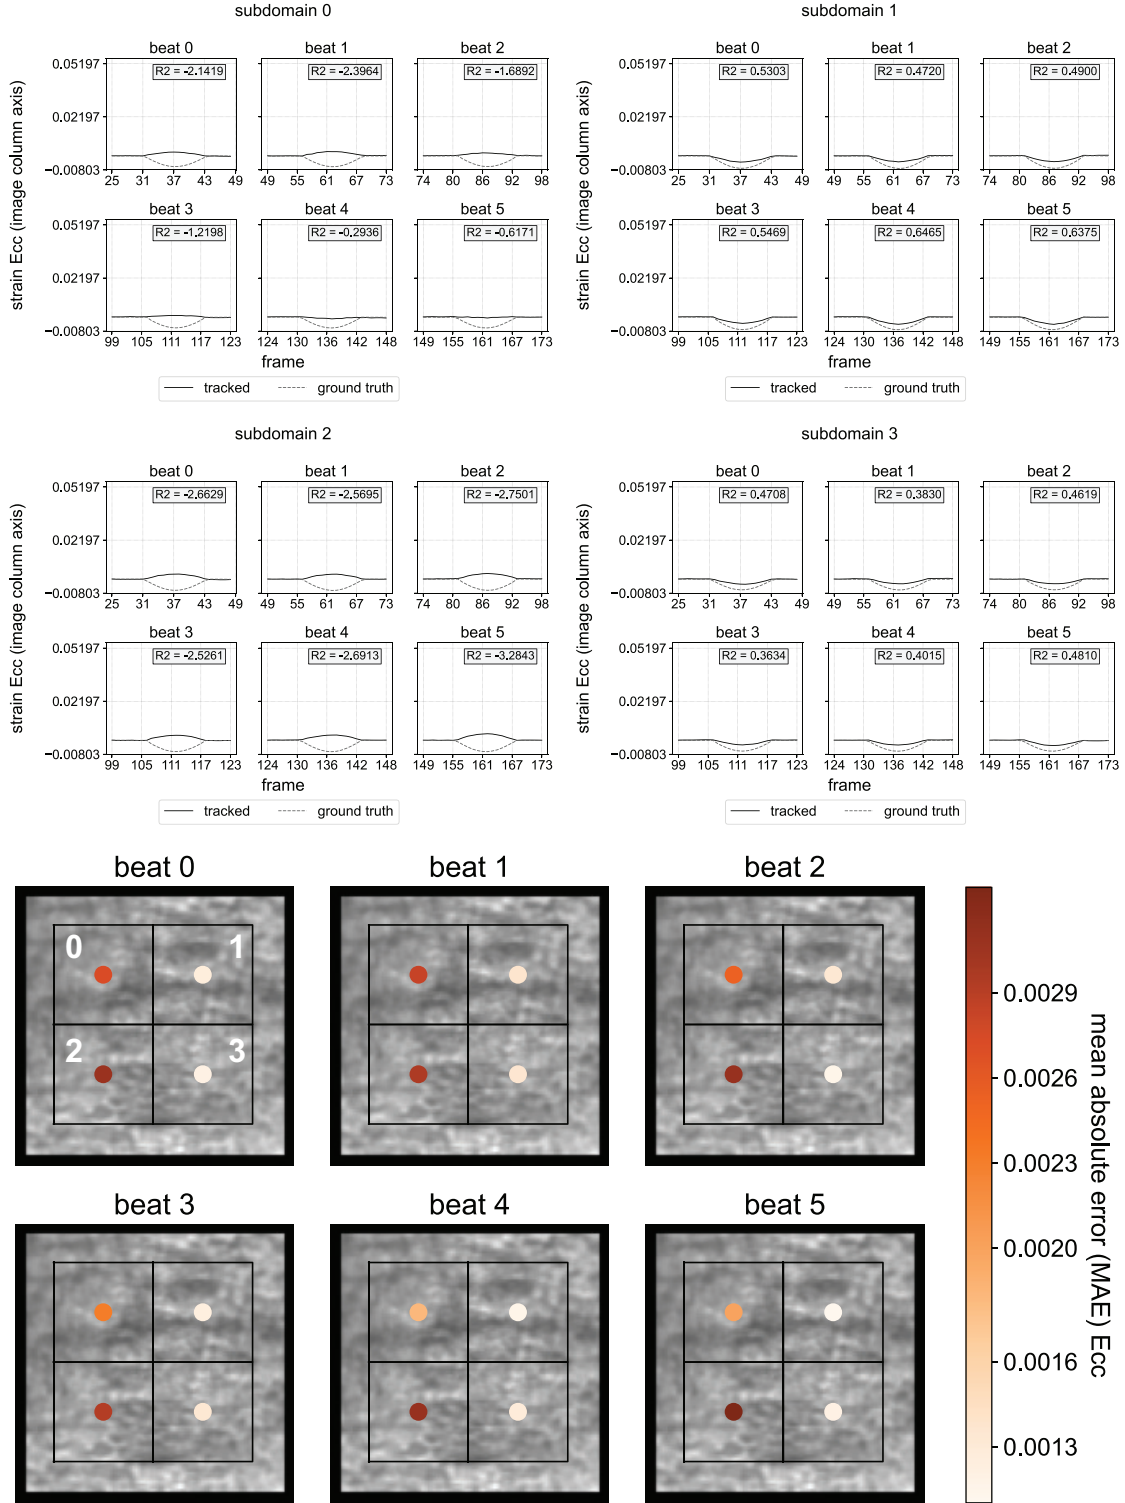 subdomain 0
beat 0 beat 1 beat 2
R2 = -2.1419 R2 = -2.3964 R2 = -1.6892
0.05197
0.02197
−0.00803
25 31 37 43 49 49 55 61 67 73 74 80 86 92 98
beat 3 beat 4 beat 5
R2 = -1.2198 R2 = -0.2936 R2 = -0.6171
0.05197
0.02197
−0.00803
99 105 111 117 123 124 130 136 142 148 149 155 161 167 173
strain Ecc (image column axis)
frame
tracked ground truth
subdomain 1
beat 0 beat 1 beat 2
R2 = 0.5303 R2 = 0.4720 R2 = 0.4900
0.05197
0.02197
−0.00803
25 31 37 43 49 49 55 61 67 73 74 80 86 92 98
beat 3 beat 4 beat 5
R2 = 0.5469 R2 = 0.6465 R2 = 0.6375
0.05197
0.02197
−0.00803
99 105 111 117 123 124 130 136 142 148 149 155 161 167 173
strain Ecc (image column axis)
frame
tracked ground truth
subdomain 2
beat 0 beat 1 beat 2
R2 = -2.6629 R2 = -2.5695 R2 = -2.7501
0.05197
0.02197
−0.00803
25 31 37 43 49 49 55 61 67 73 74 80 86 92 98
beat 3 beat 4 beat 5
R2 = -2.5261 R2 = -2.6913 R2 = -3.2843
0.05197
0.02197
−0.00803
99 105 111 117 123 124 130 136 142 148 149 155 161 167 173
strain Ecc (image column axis)
frame
tracked ground truth
subdomain 3
beat 0 beat 1 beat 2
R2 = 0.4708 R2 = 0.3830 R2 = 0.4619
0.05197
0.02197
−0.00803
25 31 37 43 49 49 55 61 67 73 74 80 86 92 98
beat 3 beat 4 beat 5
R2 = 0.3634 R2 = 0.4015 R2 = 0.4810
0.05197
0.02197
−0.00803
99 105 111 117 123 124 130 136 142 148 149 155 161 167 173
strain Ecc (image column axis)
frame
tracked ground truth
beat 0 beat 1 beat 2
0 1
2 3
beat 3 beat 4 beat 5
0.0029
0.0026
0.0023
0.0020
0.0016
0.0013
mean absolute error (MAE) Ecc